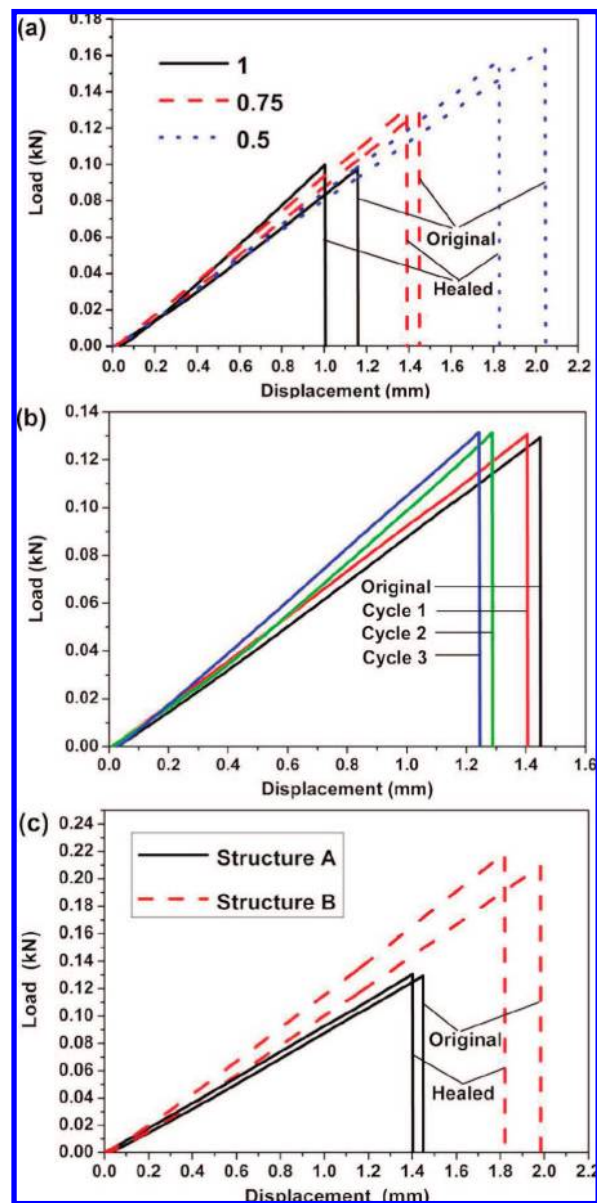 (a)
0.18
0.16
0.14
0.12
0.10
0.08
0.06
0.04
0.02
0.00
Load (kN)
1
0.75
0.5
Original
Healed
0.0 0.2 0.4 0.6 0.8 1.0 1.2 1.4 1.6 1.8 2.0 2.2
Displacement (mm)
(b)
0.14
0.12
0.10
0.08
0.06
0.04
0.02
0.00
Load (kN)
Original
Cycle 1
Cycle 2
Cycle 3
0.0 0.2 0.4 0.6 0.8 1.0 1.2 1.4 1.6
Displacement (mm)
(c)
0.24
0.22
0.20
0.18
0.16
0.14
0.12
0.10
0.08
0.06
0.04
0.02
0.00
Load (kN)
Structure A
Structure B
Original
Healed
0.0 0.2 0.4 0.6 0.8 1.0 1.2 1.4 1.6 1.8 2.0 2.2
Displacement (mm)